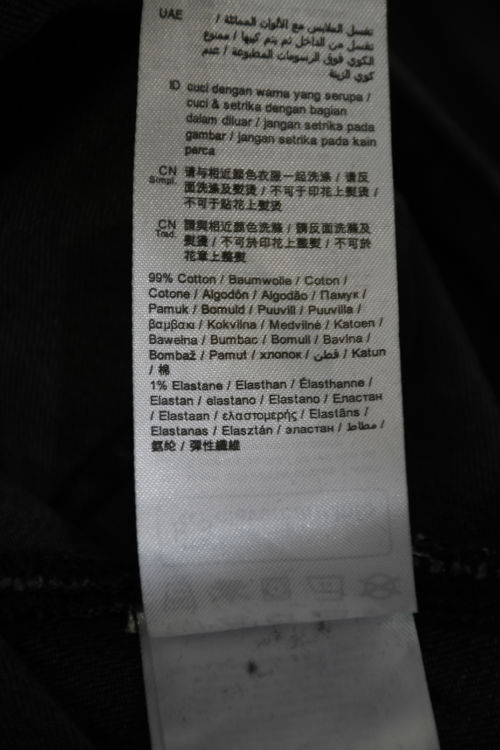 UAE تغسل الملابس مع الألوان المماثلة /
تغسل من الداخل ثم يتم كيها / ممنوع
الكوي فوق الرسومات المطبوعة / عدم
كوي الزينة
ID cuci dengan warna yang serupa /
cuci & setrika dengan bagian
dalam diluar / jangan setrika pada
gambar / jangan setrika pada kain
perca
CN Simpl. 请与相近颜色衣服一起洗涤 / 请反
面洗涤及熨烫 / 不可于印花上熨烫 /
不可于贴花上熨烫
CN Trad. 請與相近顏色洗滌 / 請反面洗滌及
熨燙 / 不可於印花上整熨 / 不可於
花章上整熨
99% Cotton / Baumwolle / Coton /
Cotone / Algodón / Algodão / Памук /
Pamuk / Bomuld / Puuvill / Puuvilla /
βαμβακι / Kokvilna / Medvilnė / Katoen /
Bawełna / Bumbac / Bomull / Bavlna /
Bombaž / Pamut / хлопок / قطن / Katun
/ 棉
1% Elastane / Elasthan / Élasthanne /
Elastan / elastano / Elastano / Еластан
/ Elastaan / ελαστομερής / Elastāns /
Elastanas / Elasztán / эластан / مطاط /
氨纶 / 彈性纖維